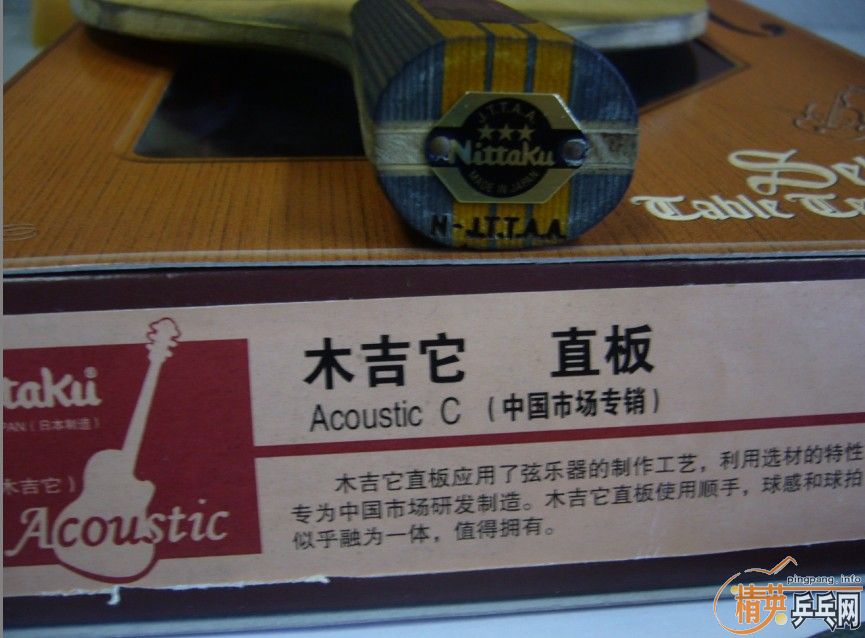 J.T.T.A.A.
Nittaku
MADE IN JAPAN
N-J.T.T.A.A.
Se
Table Te
木吉它 直板
Acoustic C (中国市场专销)
ttaku®
PAN(日本制造)
木吉它)
Acoustic
木吉它直板应用了弦乐器的制作工艺，利用选材的特性
专为中国市场研发制造。木吉它直板使用顺手，球感和球拍
似乎融为一体，值得拥有。
pingpang.info
精英乒乓网